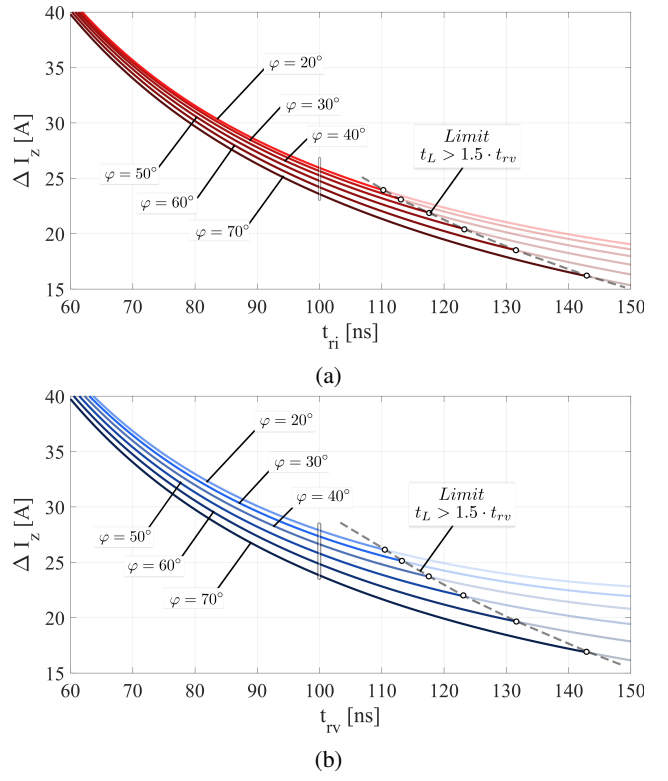 40
35
30
25
20
15
Δ I_z [A]
φ = 20°
φ = 30°
φ = 40°
φ = 50°
φ = 60°
φ = 70°
Limit
t_L > 1.5 · t_rv
60 70 80 90 100 110 120 130 140 150
t_ri [ns]
(a)
40
35
30
25
20
15
Δ I_z [A]
φ = 20°
φ = 30°
φ = 40°
φ = 50°
φ = 60°
φ = 70°
Limit
t_L > 1.5 · t_rv
60 70 80 90 100 110 120 130 140 150
t_rv [ns]
(b)